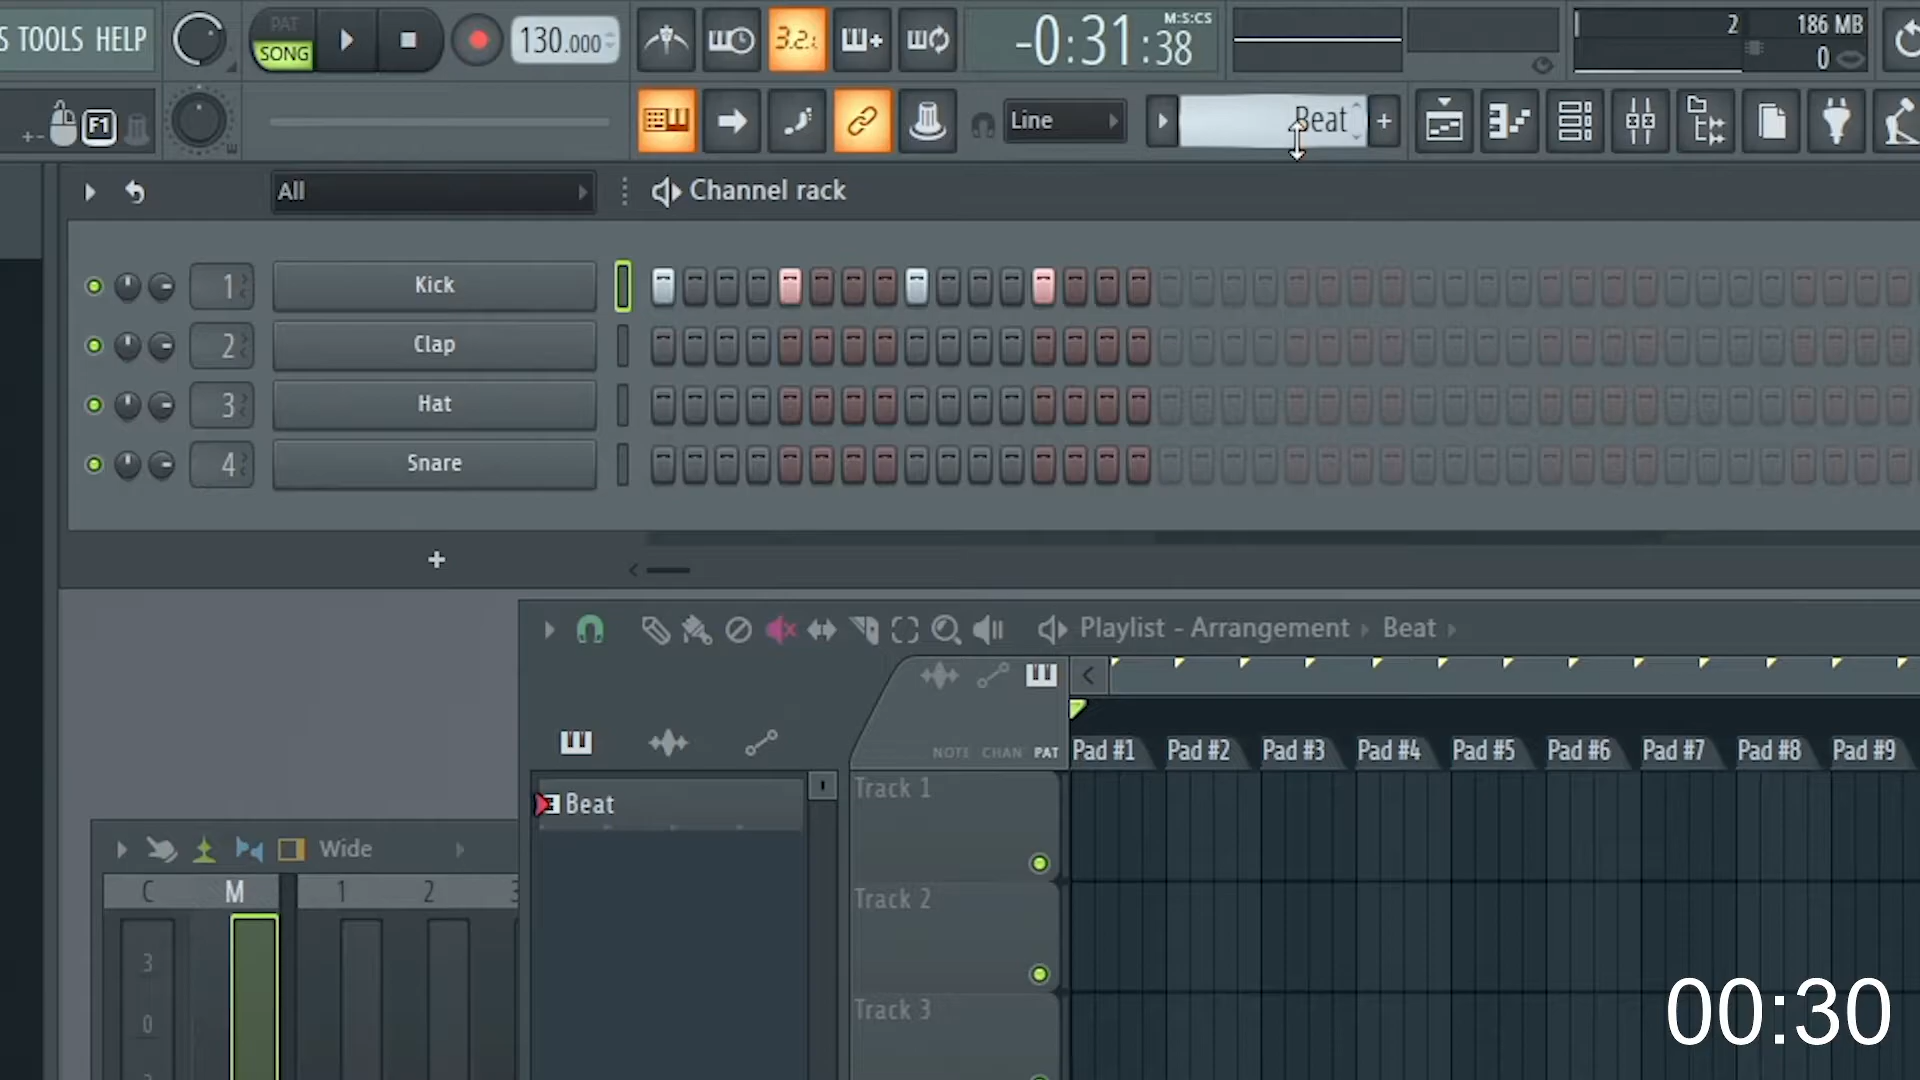 S TOOLS HELP
PAT
SONG
130.000
3.2.
-0:31:38
M:S:CS
2
186 MB
0
F1
Line
Beat
+
All
Channel rack
1
Kick
2
Clap
3
Hat
4
Snare
+
Playlist - Arrangement
Beat
NOTE CHAN PAT
Pad #1
Pad #2
Pad #3
Pad #4
Pad #5
Pad #6
Pad #7
Pad #8
Pad #9
Beat
Track 1
Track 2
Track 3
Wide
C
M
1
2
3
3
0
00:30